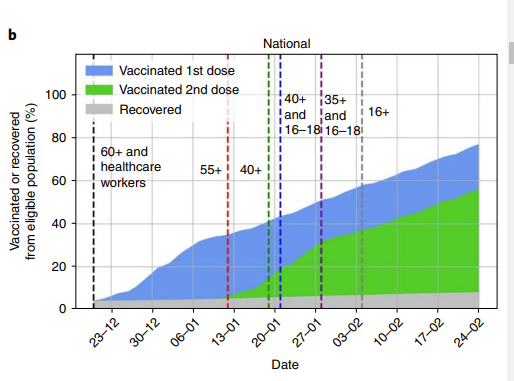 b
National
Vaccinated 1st dose
Vaccinated 2nd dose
Recovered
Vaccinated or recovered
from eligible population (%)
100
80
60
40
20
0
60+ and
healthcare
workers
55+
40+
40+
and
16–18
35+
and
16–18
16+
23–12
30–12
06–01
13–01
20–01
27–01
03–02
10–02
17–02
24–02
Date